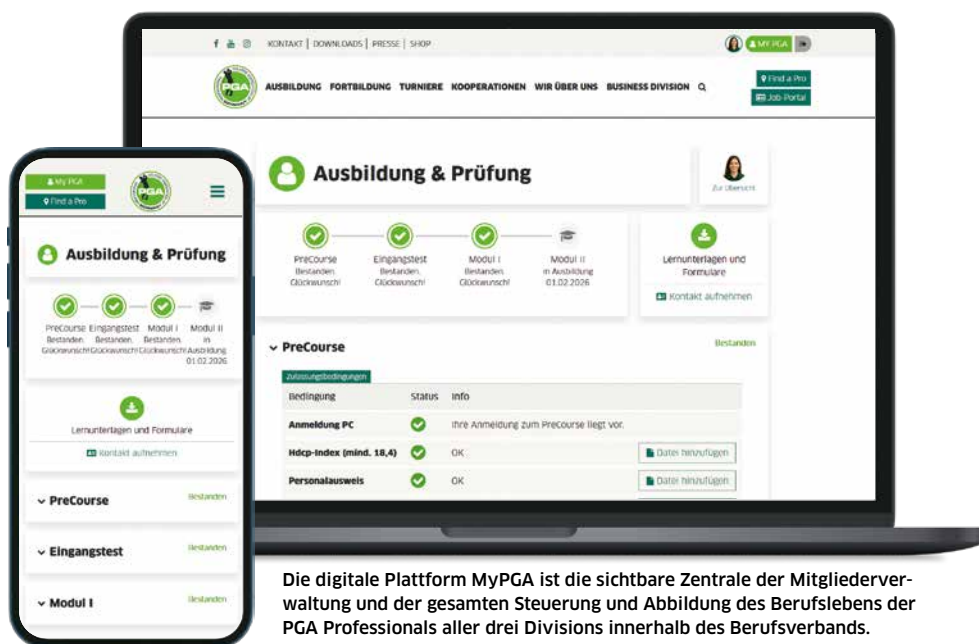 KONTAKT | DOWNLOADS | PRESSE | SHOP
MY PGA
PGA
AUSBILDUNG FORTBILDUNG TURNIERE KOOPERATIONEN WIR ÜBER UNS BUSINESS DIVISION
Find a Pro
Job-Portal
Ausbildung & Prüfung
Zur Übersicht
PreCourse
Bestanden.
Glückwunsch!
Eingangstest
Bestanden.
Glückwunsch!
Modul I
Bestanden.
Glückwunsch!
Modul II
in Ausbildung
01.02.2026
Lernunterlagen und
Formulare
Kontakt aufnehmen
PreCourse
Bestanden
Zulassungsbedingungen
Bedingung Status Info
Anmeldung PC Ihre Anmeldung zum PreCourse liegt vor.
Hdcp-Index (mind. 18,4) OK Datei hinzufügen
Personalausweis OK Datei hinzufügen
My PGA
Find a Pro
PGA
Ausbildung & Prüfung
PreCourse
Bestanden.
Glückwunsch!
Eingangstest
Bestanden.
Glückwunsch!
Modul I
Bestanden.
Glückwunsch!
Modul II
in
Ausbildung
01.02.2026
Lernunterlagen und Formulare
Kontakt aufnehmen
PreCourse Bestanden
Eingangstest Bestanden
Modul I Bestanden
Die digitale Plattform MyPGA ist die sichtbare Zentrale der Mitgliederver-
waltung und der gesamten Steuerung und Abbildung des Berufslebens der
PGA Professionals aller drei Divisions innerhalb des Berufsverbands.